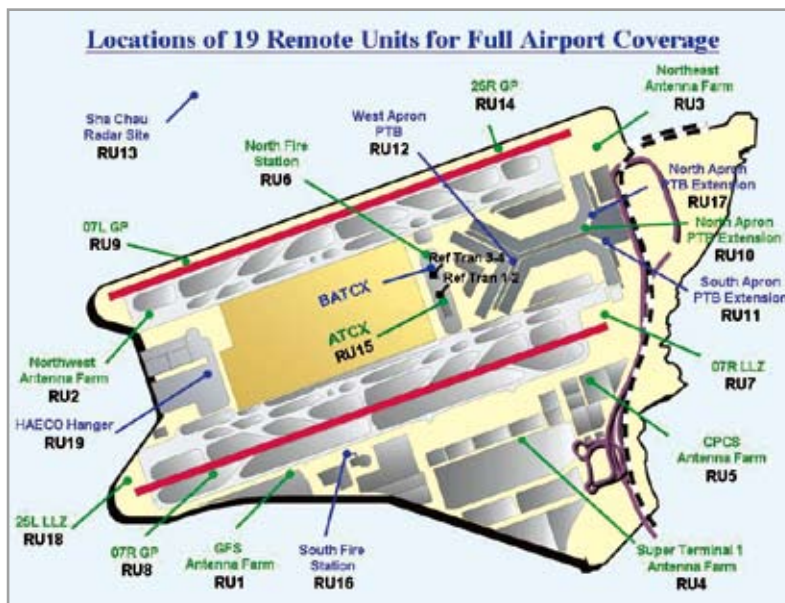 Locations of 19 Remote Units for Full Airport Coverage
Northeast
Antenna Farm
RU3
25R GP
RU14
West Apron
PTB
RU12
Sha Chau
Radar Site
RU13
North Fire
Station
RU6
North Apron
PTB Extension
RU17
07L GP
RU9
North Apron
PTB Extension
RU10
Ref Tran 3-4
Ref Tran 1-2
BATCX
South Apron
PTB Extension
RU11
ATCX
RU15
Northwest
Antenna Farm
RU2
07R LLZ
RU7
HAECO Hanger
RU19
CPCS
Antenna Farm
RU5
25L LLZ
RU18
07R GP
RU8
GFS
Antenna Farm
RU1
South Fire
Station
RU16
Super Terminal 1
Antenna Farm
RU4